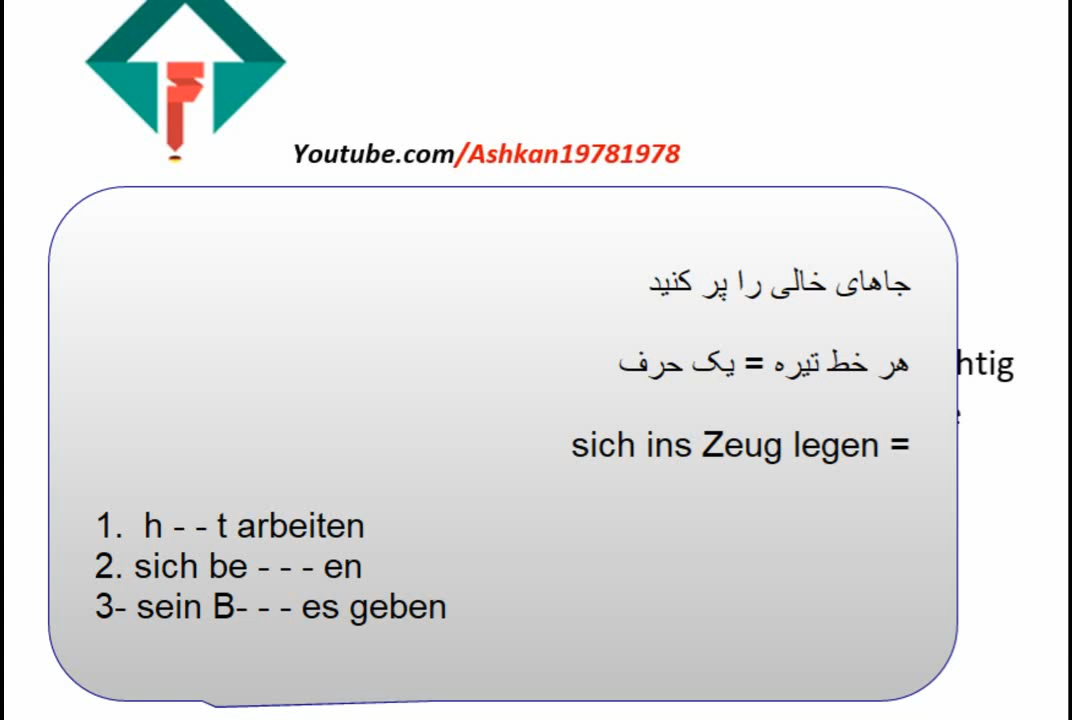 Youtube.com/Ashkan19781978
جاهای خالی را پر کنید
هر خط تیره = یک حرف
htig
sich ins Zeug legen =
1. h - - t arbeiten
2. sich be - - - en
3- sein B- - - es geben